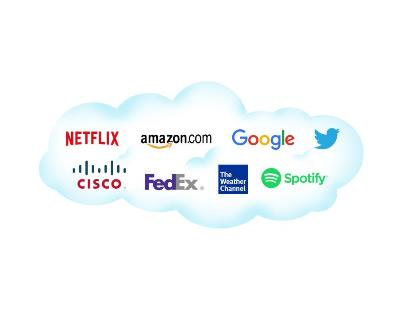 NETFLIX
amazon.com
Google
CISCO
FedEx®
The
Weather
Channel
Spotify